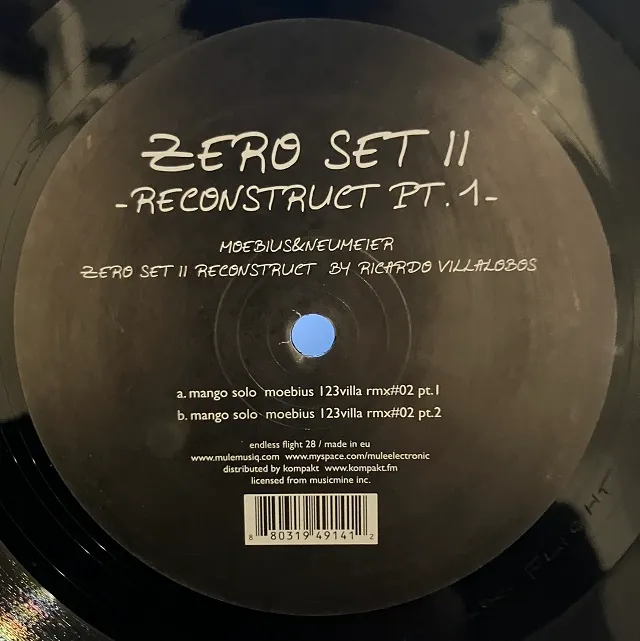 ZERO SET II
-RECONSTRUCT PT. 1-
MOEBIUS&NEUMEIER
ZERO SET II RECONSTRUCT BY RICARDO VILLALOBOS
a. mango solo moebius 123villa rmx#02 pt.1
b. mango solo moebius 123villa rmx#02 pt.2
endless flight 28 / made in eu
www.mulemusiq.com www.myspace.com/muleelectronic
distributed by kompakt www.kompakt.fm
licensed from musicmine inc.
8 80319 49141 2
FLIGHT